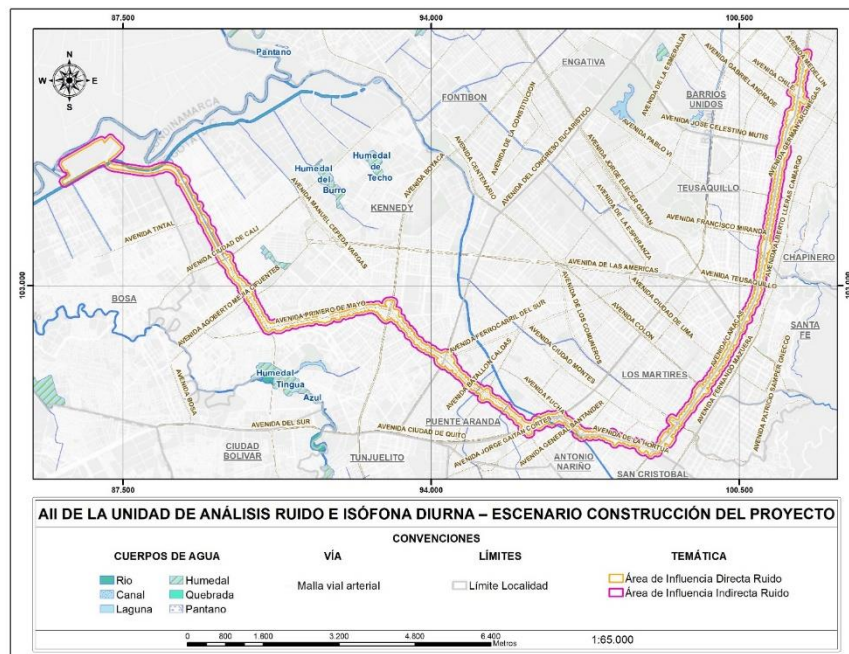 87.500 94.000 100.500
N
W E
S
Pantano
ENGATIVA
FONTIBON
BARRIOS
UNIDOS
AVENIDA MEDELLIN
AVENIDA CHILE
AVENIDA GABRIEL ANDRADE
AVENIDA DE LA ESMERALDA
AVENIDA DE LA CONSTITUCION
AVENIDA JOSE CELESTINO MUTIS
AVENIDA PABLO VI
AVENIDA CENTENARIO
AVENIDA DEL CONGRESO EUCARISTICO
AVENIDA JORGE ELIECER GAITAN
AVENIDA BOYACA
Humedal
de
Techo
Humedal
del
Burro
TEUSAQUILLO
KENNEDY
AVENIDA MANUEL CEPEDA VARGAS
AVENIDA DE LA ESPERANZA
AVENIDA FRANCISCO MIRANDA
AVENIDA ALBERTO LLERAS CAMARGO
AVENIDA TINTAL
AVENIDA CIUDAD DE CALI
AVENIDA DE LAS AMERICAS
AVENIDA TEUSAQUILLO
CHAPINERO
103.000
BOSA
AVENIDA AGOBERTO MEJIA CIFUENTES
AVENIDA PRIMERO DE MAYO
AVENIDA FERROCARRIL DEL SUR
AVENIDA DE LOS COMUNEROS
AVENIDA COLON
AVENIDA CIUDAD DE LIMA
AVENIDA CARACAS
SANTA
FE
AVENIDA BATALLON CALDAS
AVENIDA CIUDAD MONTES
LOS MARTIRES
AVENIDA FERNANDO MAZUERA
AVENIDA PATRICIO SAMPER GNECCO
Humedal
Tingua
Azul
AVENIDA BOSA
AVENIDA FUCHA
AVENIDA DEL SUR
AVENIDA CIUDAD DE QUITO
PUENTE ARANDA
AVENIDA JORGE GAITAN CORTES
AVENIDA GENERAL SANTANDER
AVENIDA DE LA HORTUA
CIUDAD
BOLIVAR
TUNJUELITO
ANTONIO
NARIÑO
SAN CRISTOBAL
87.500 94.000 100.500
AII DE LA UNIDAD DE ANÁLISIS RUIDO E ISÓFONA DIURNA – ESCENARIO CONSTRUCCIÓN DEL PROYECTO
CONVENCIONES
CUERPOS DE AGUA VÍA LÍMITES TEMÁTICA
Rio Humedal Malla vial arterial Límite Localidad Área de Influencia Directa Ruido
Canal Quebrada Área de Influencia Indirecta Ruido
Laguna Pantano
0 800 1.600 3.200 4.800 6.400
Metros
1:65.000